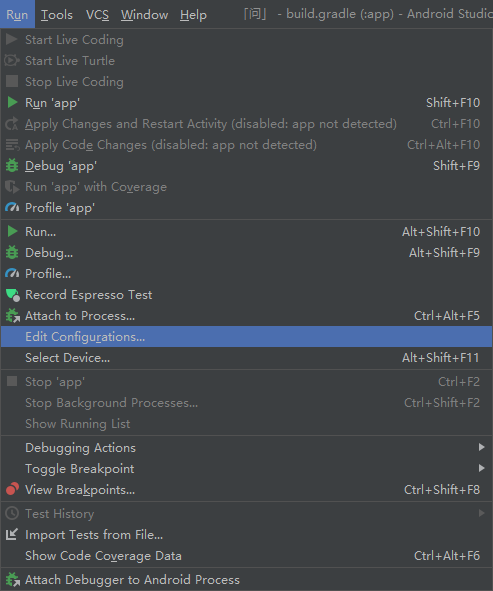 Run Tools VCS Window Help 「问」 - build.gradle (:app) - Android Studio
Start Live Coding
Start Live Turtle
Stop Live Coding
Run 'app' Shift+F10
Apply Changes and Restart Activity (disabled: app not detected) Ctrl+F10
Apply Code Changes (disabled: app not detected) Ctrl+Alt+F10
Debug 'app' Shift+F9
Run 'app' with Coverage
Profile 'app'
Run... Alt+Shift+F10
Debug... Alt+Shift+F9
Profile...
Record Espresso Test
Attach to Process... Ctrl+Alt+F5
Edit Configurations...
Select Device... Alt+Shift+F11
Stop 'app' Ctrl+F2
Stop Background Processes... Ctrl+Shift+F2
Show Running List
Debugging Actions
Toggle Breakpoint
View Breakpoints... Ctrl+Shift+F8
Test History
Import Tests from File...
Show Code Coverage Data Ctrl+Alt+F6
Attach Debugger to Android Process